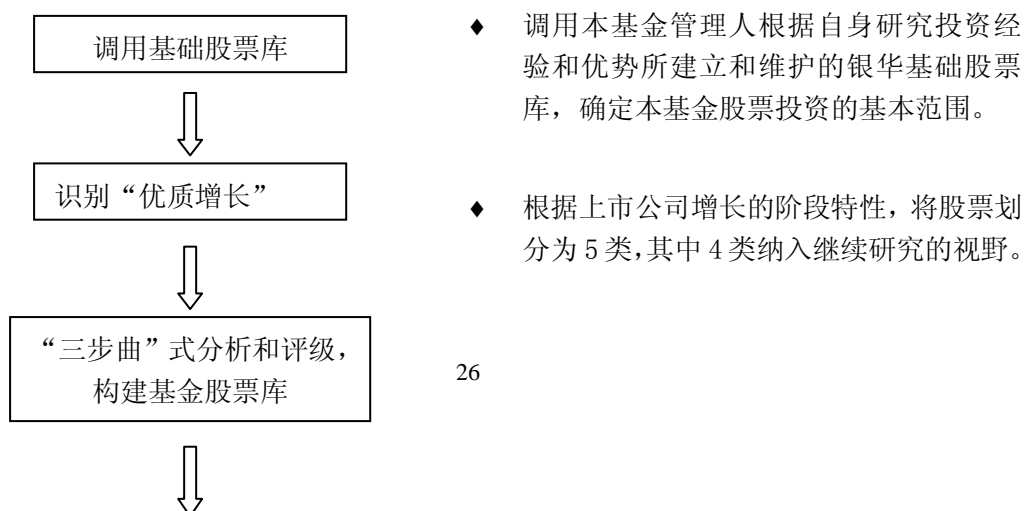 调用基础股票库
♦ 调用本基金管理人根据自身研究投资经
验和优势所建立和维护的银华基础股票
库，确定本基金股票投资的基本范围。
识别“优质增长”
♦ 根据上市公司增长的阶段特性，将股票划
分为 5 类，其中 4 类纳入继续研究的视野。
“三步曲”式分析和评级，
构建基金股票库
26